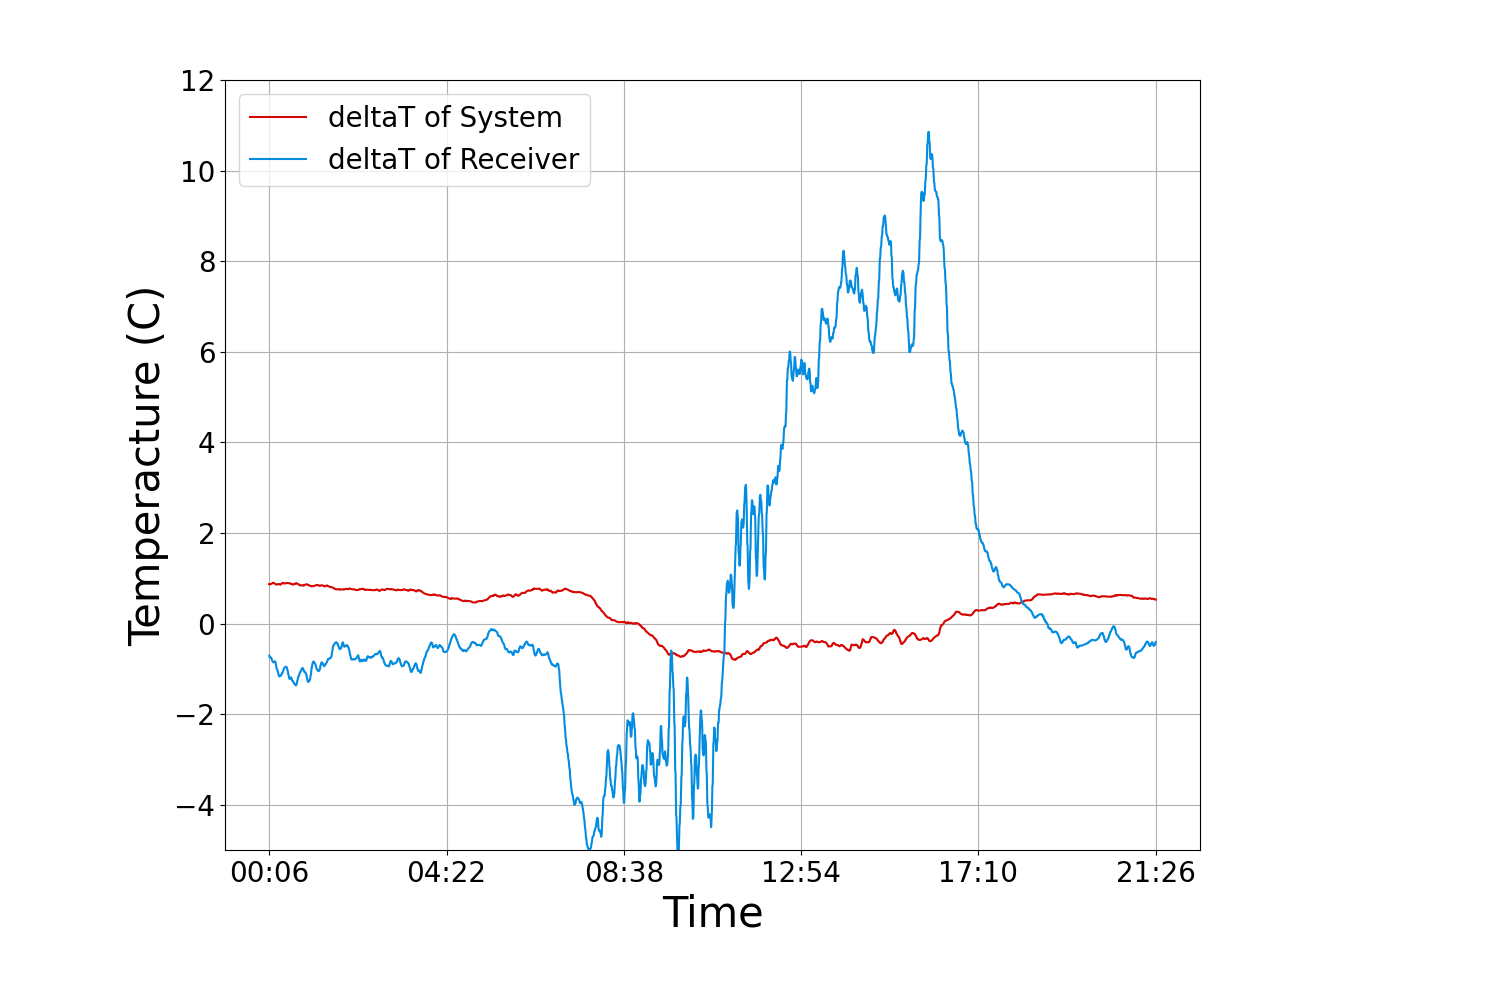 deltaT of System
deltaT of Receiver
12
10
8
6
4
2
0
−2
−4
Temperacture (C)
00:06 04:22 08:38 12:54 17:10 21:26
Time